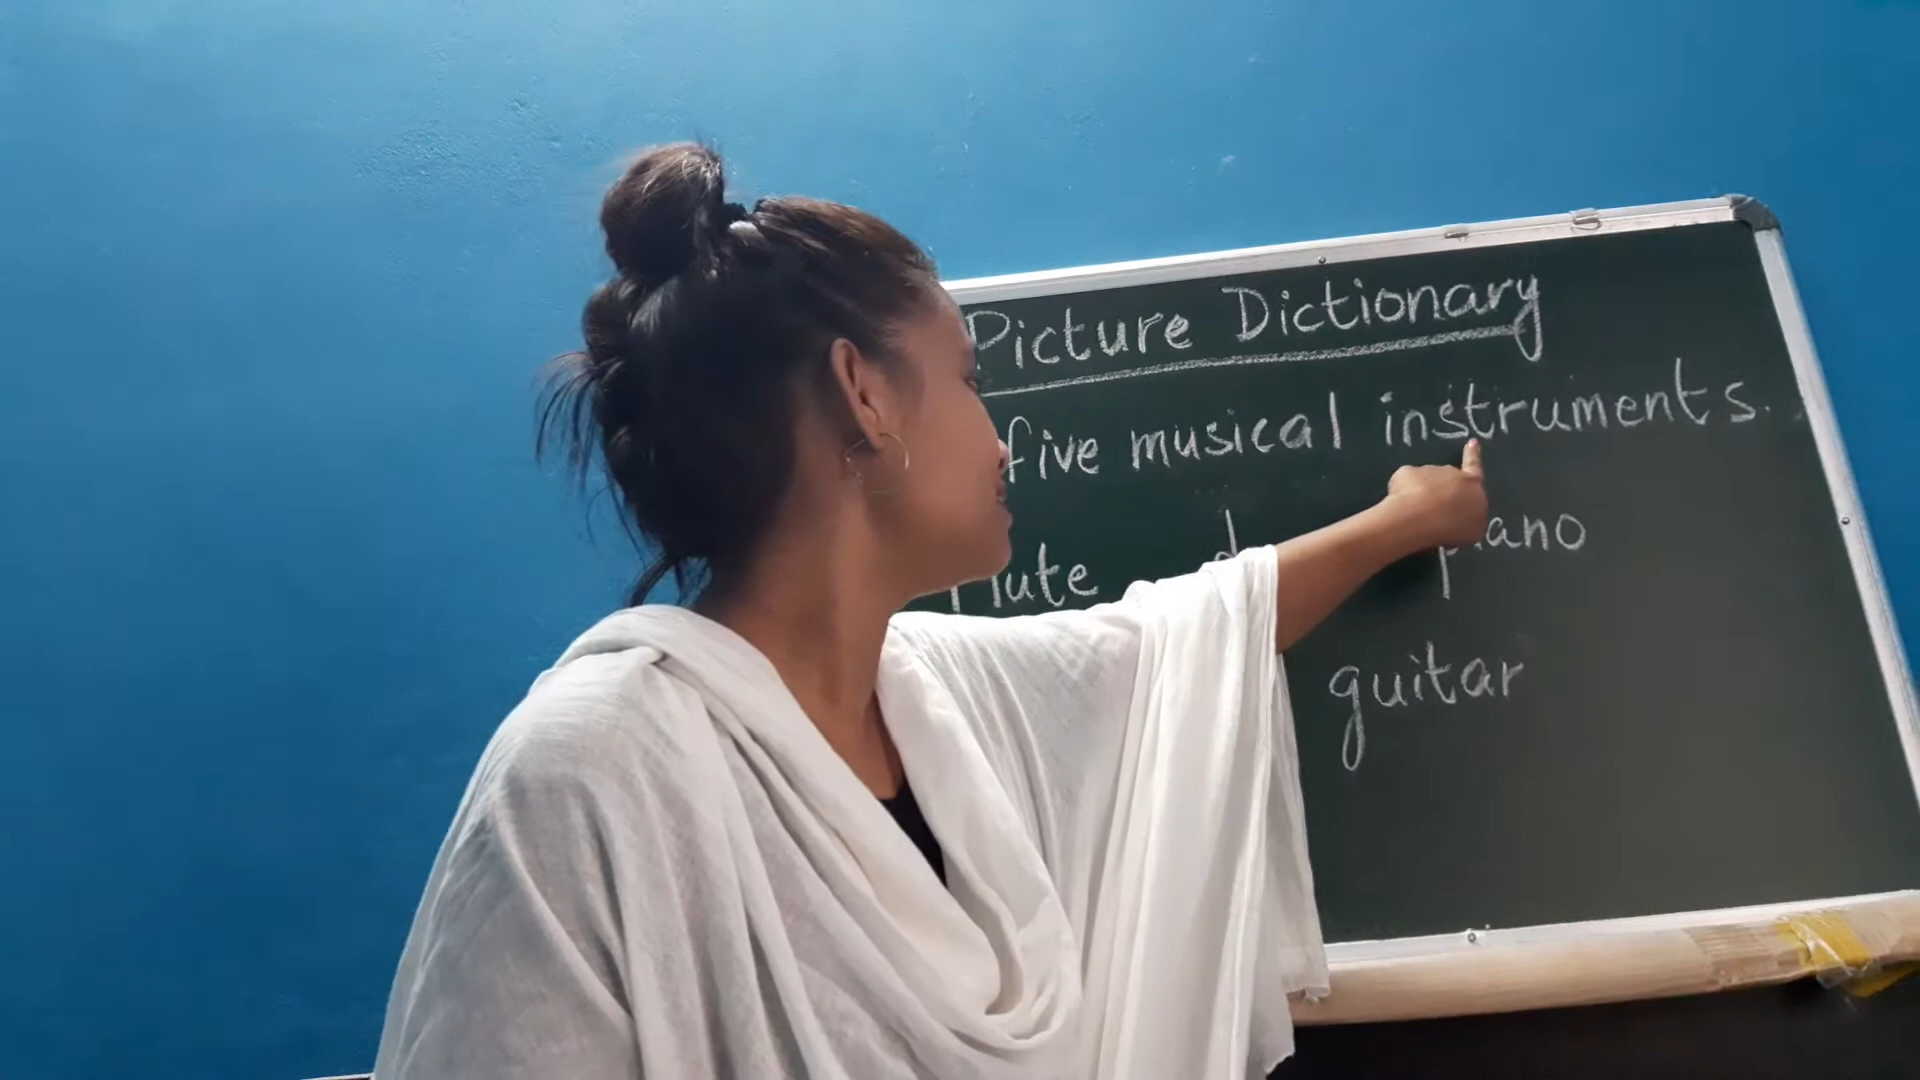 Picture Dictionary
five musical instruments.
flute piano
guitar